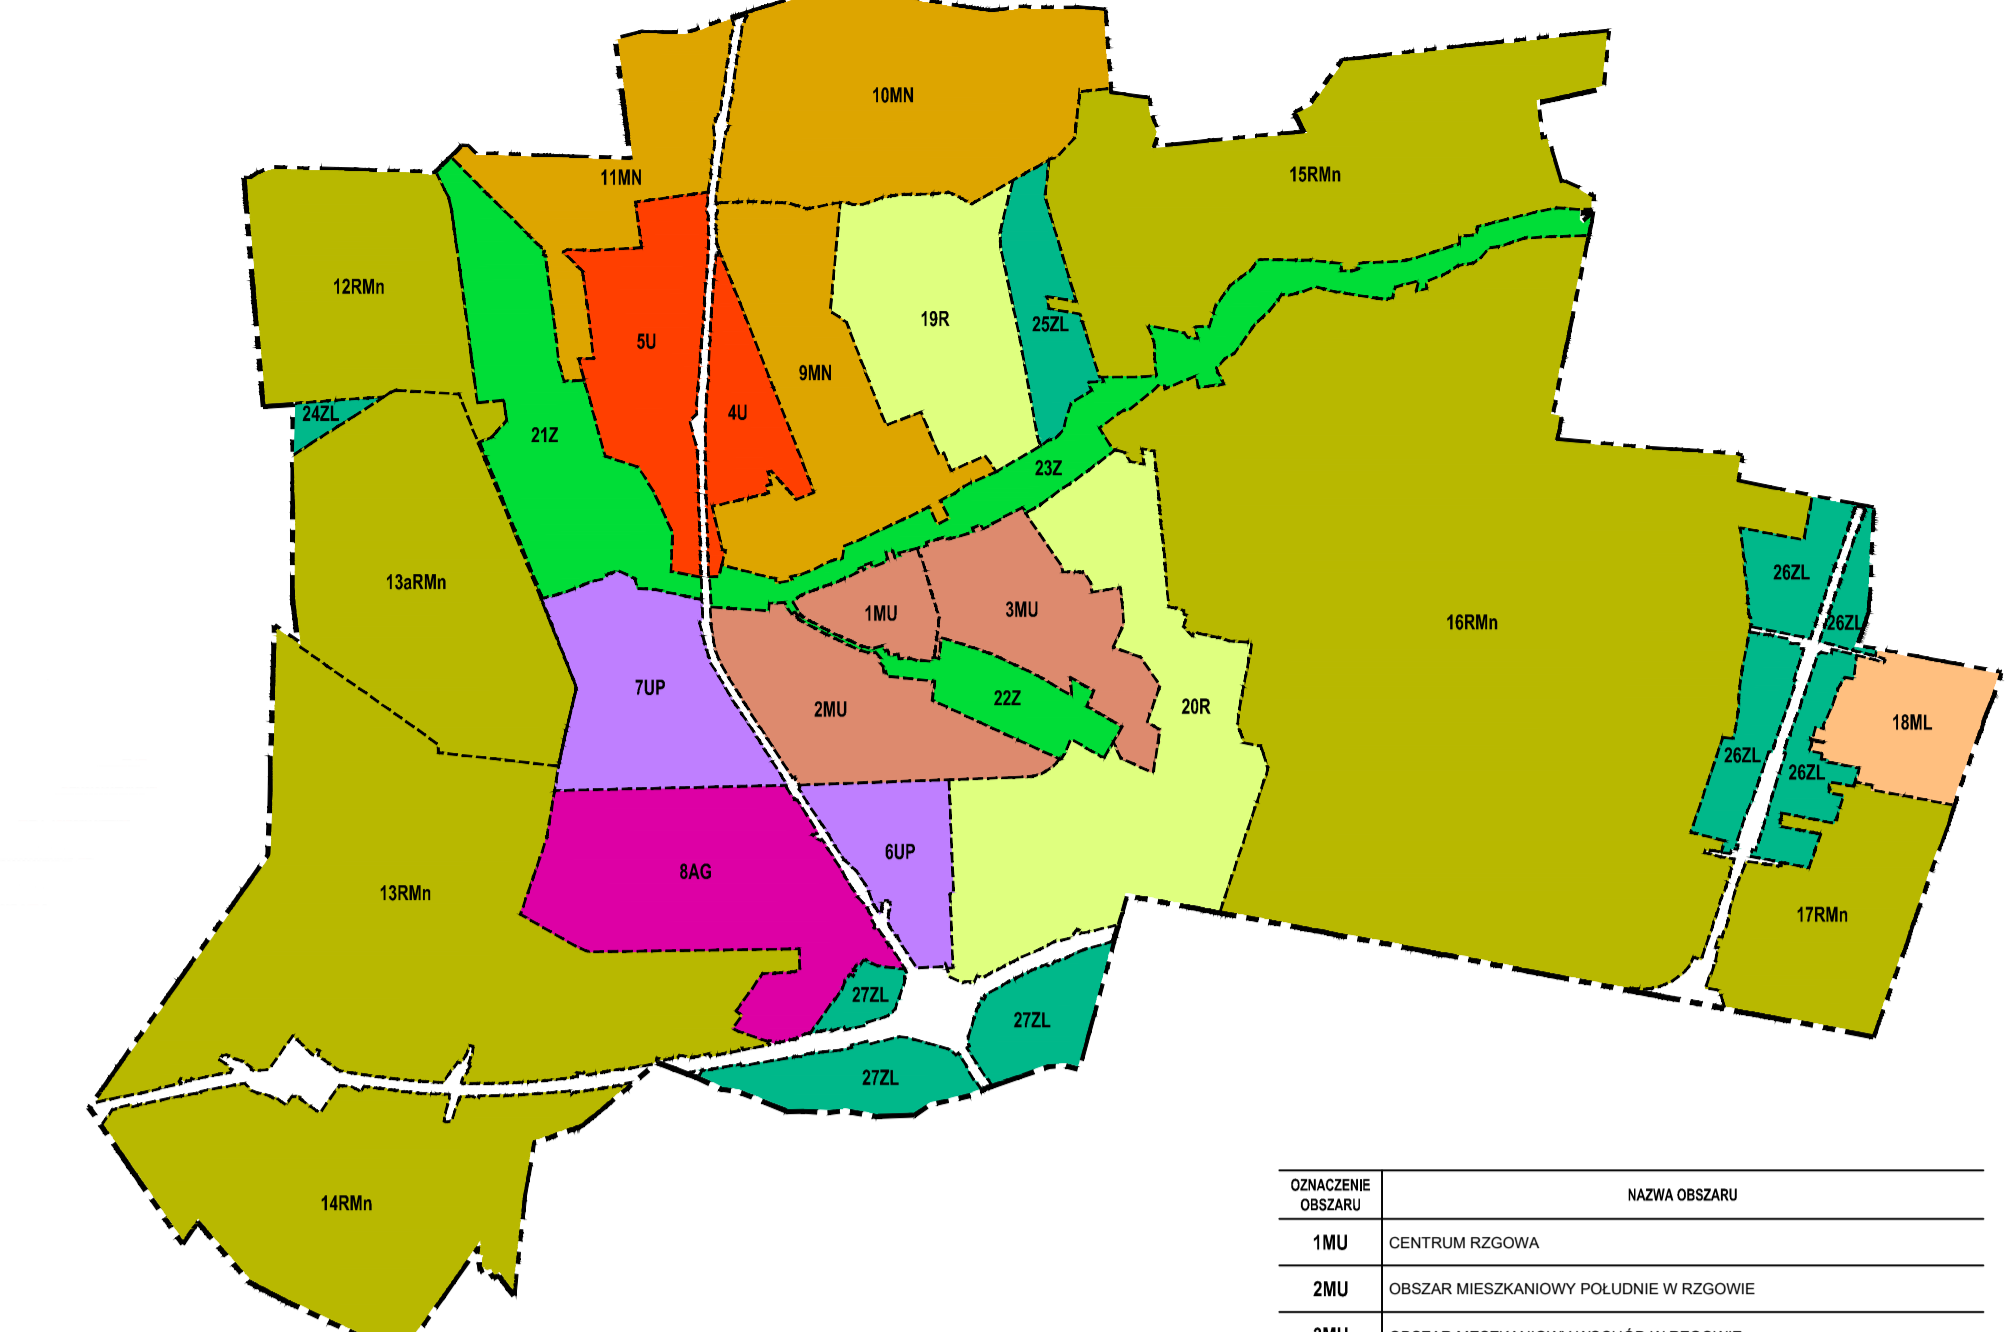 10MN
11MN
15RMn
12RMn
19R
25ZL
5U
9MN
4U
24ZL
21Z
23Z
13aRMn
26ZL
1MU
3MU
16RMn
26ZL
7UP
22Z
2MU
20R
18ML
26ZL
26ZL
6UP
8AG
13RMn
17RMn
27ZL
27ZL
27ZL
14RMn
OZNACZENIE
OBSZARU
NAZWA OBSZARU
1MU CENTRUM RZGOWA
2MU OBSZAR MIESZKANIOWY POŁUDNIE W RZGOWIE